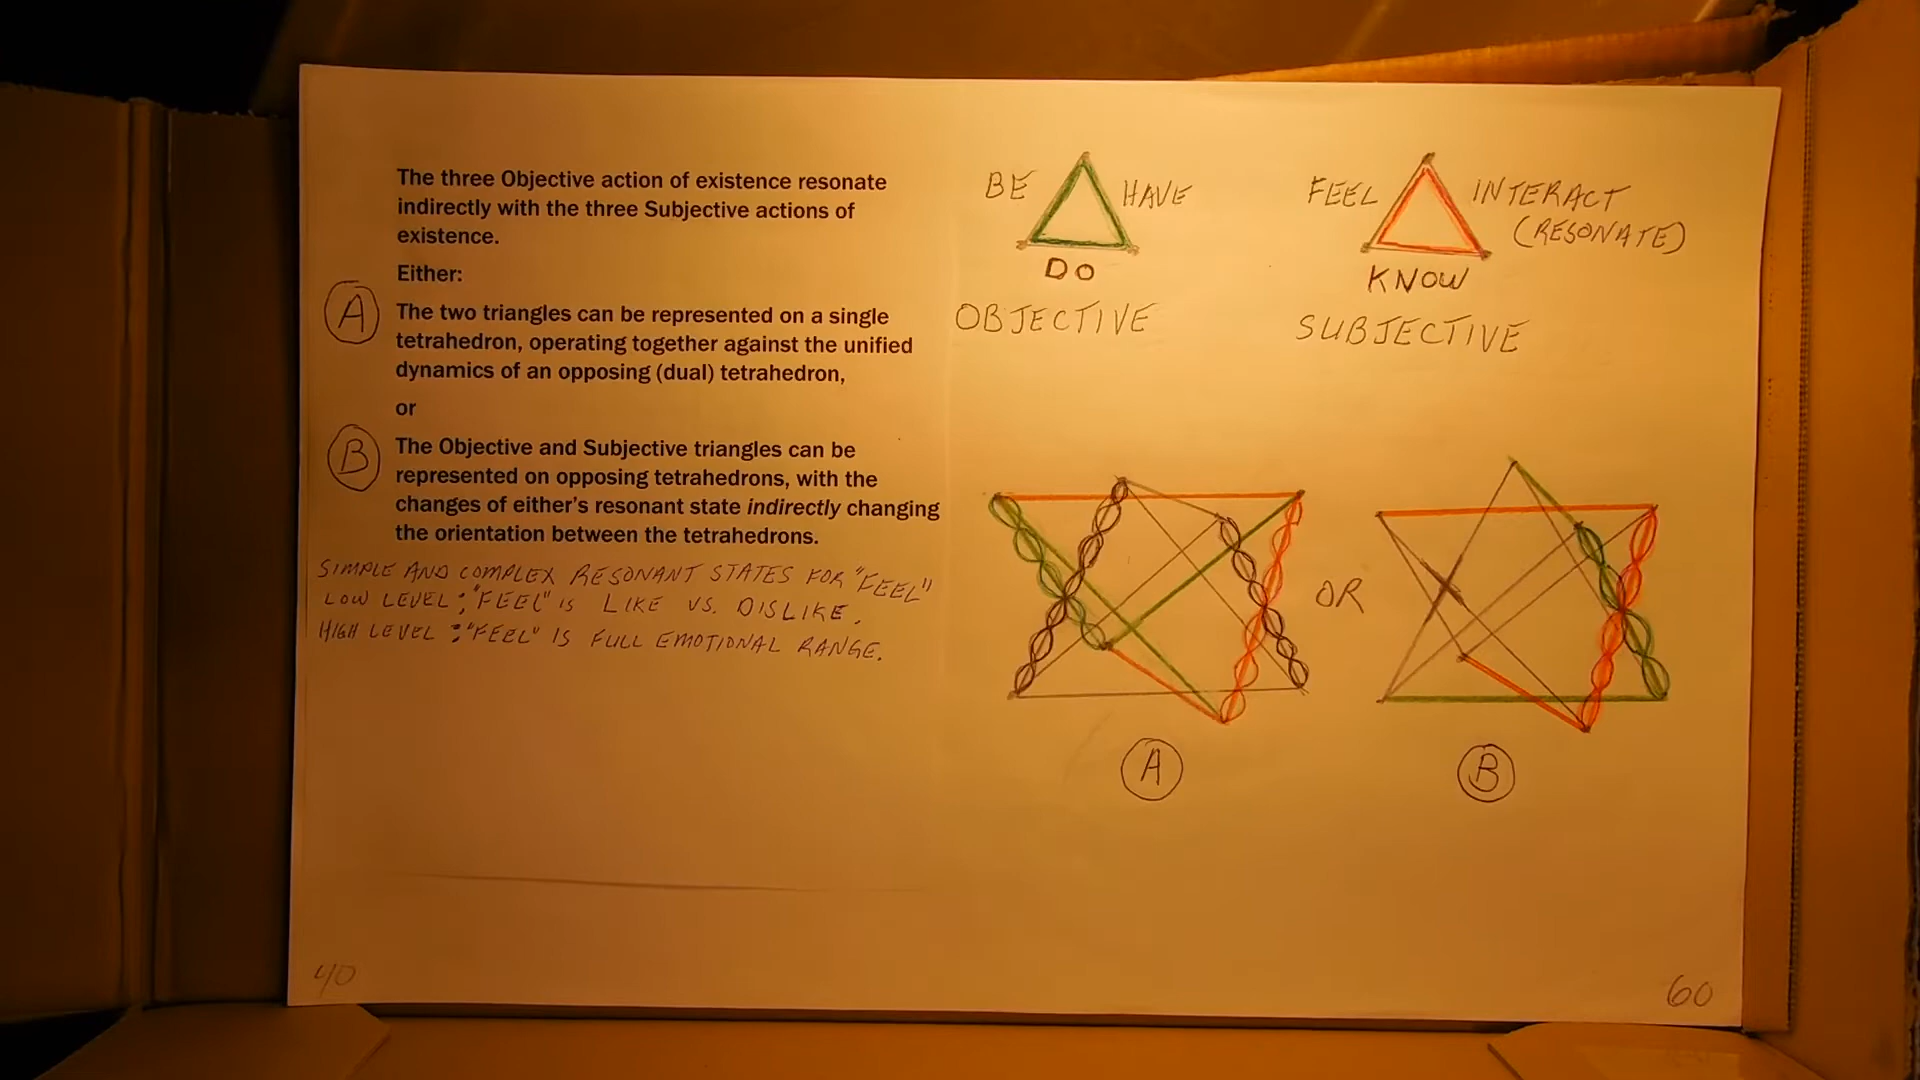 The three Objective action of existence resonate
indirectly with the three Subjective actions of
existence.
Either:
A
The two triangles can be represented on a single
tetrahedron, operating together against the unified
dynamics of an opposing (dual) tetrahedron,
or
B
The Objective and Subjective triangles can be
represented on opposing tetrahedrons, with the
changes of either's resonant state indirectly changing
the orientation between the tetrahedrons.
SIMPLE AND COMPLEX RESONANT STATES FOR "FEEL"
LOW LEVEL; "FEEL" is LIKE VS. DISLIKE.
HIGH LEVEL; "FEEL" IS FULL EMOTIONAL RANGE.
40
BE HAVE
DO
OBJECTIVE
FEEL INTERACT
(RESONATE)
KNOW
SUBJECTIVE
OR
A
B
60